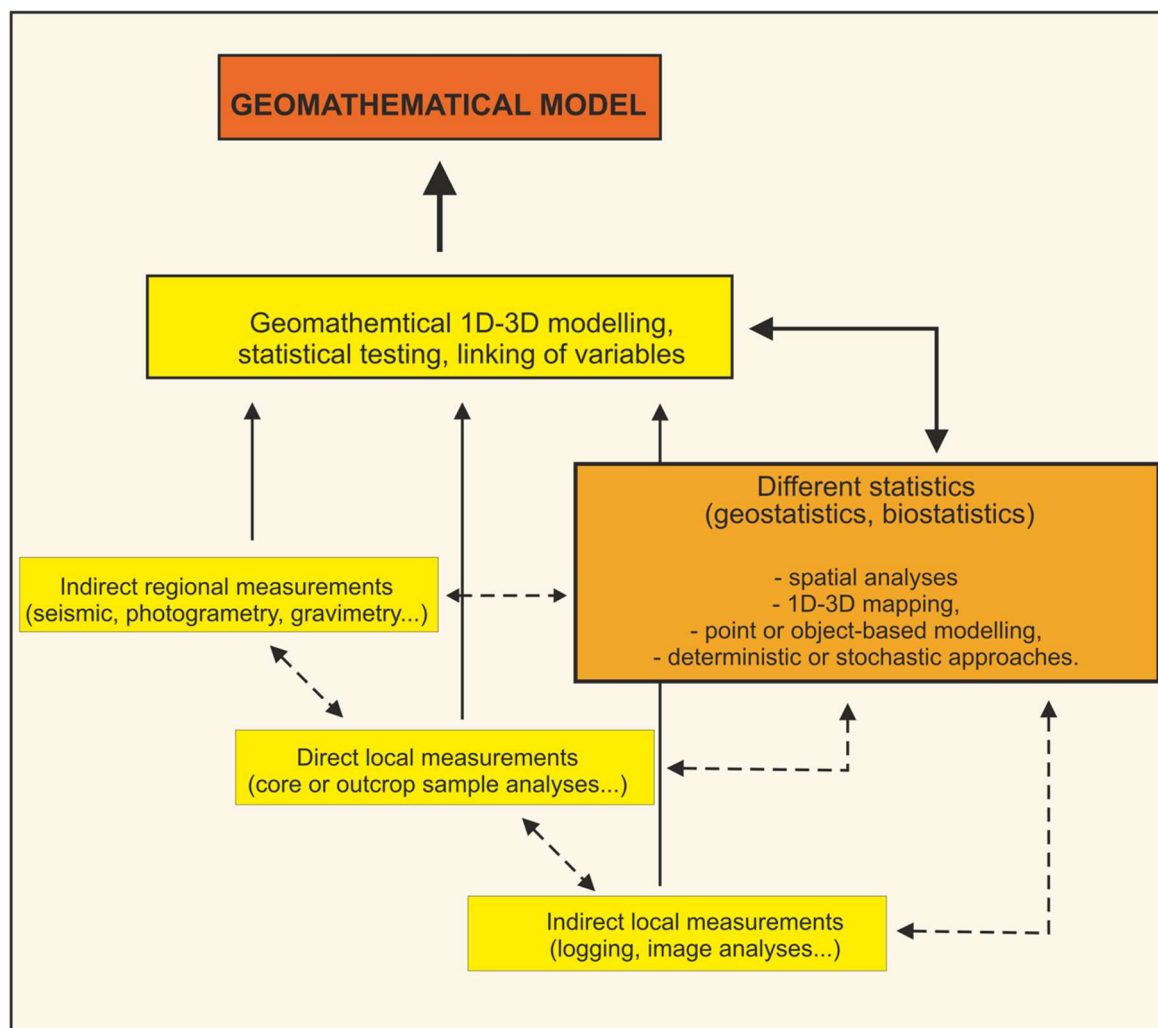 GEOMATHEMATICAL MODEL
Geomathemtical 1D-3D modelling,
statistical testing, linking of variables
Different statistics
(geostatistics, biostatistics)
- spatial analyses
- 1D-3D mapping,
- point or object-based modelling,
- deterministic or stochastic approaches.
Indirect regional measurements
(seismic, photogrametry, gravimetry...)
Direct local measurements
(core or outcrop sample analyses...)
Indirect local measurements
(logging, image analyses...)